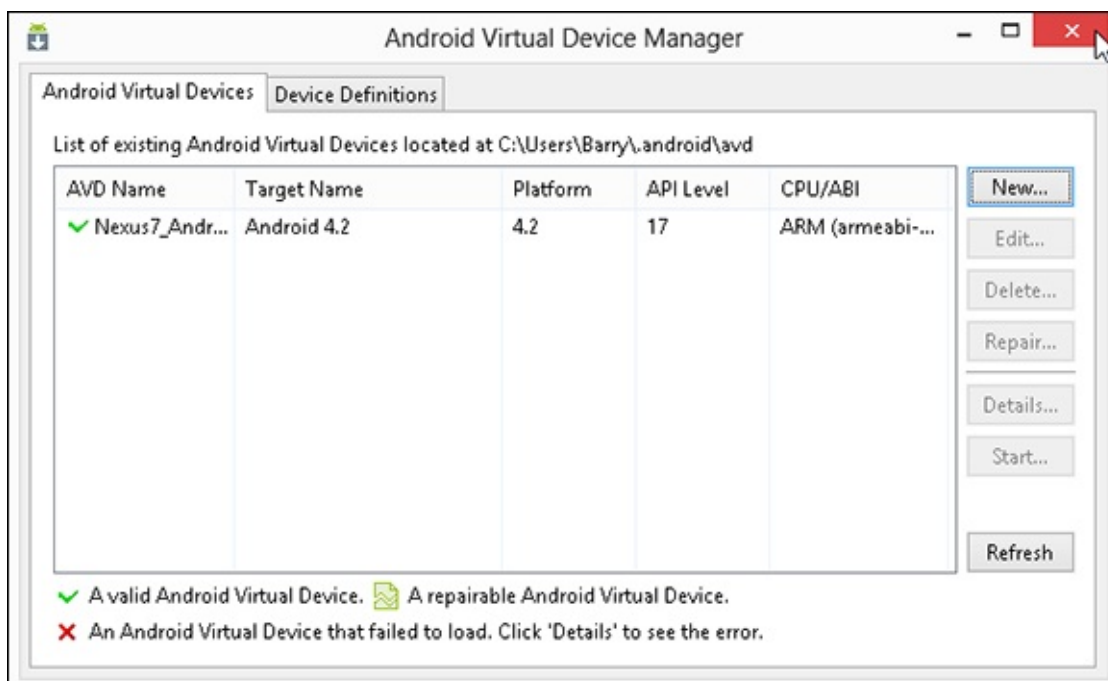 Android Virtual Device Manager
Android Virtual Devices
Device Definitions
List of existing Android Virtual Devices located at C:\Users\Barry\.android\avd
AVD Name Target Name Platform API Level CPU/ABI
Nexus7_Andr... Android 4.2 4.2 17 ARM (armeabi-...
New...
Edit...
Delete...
Repair...
Details...
Start...
Refresh
A valid Android Virtual Device. A repairable Android Virtual Device.
An Android Virtual Device that failed to load. Click 'Details' to see the error.